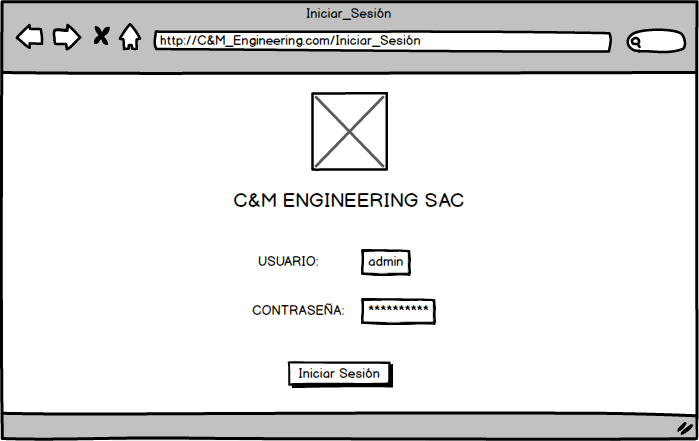 Iniciar_Sesión
http://C&M_Engineering.com/Iniciar_Sesión
C&M ENGINEERING SAC
USUARIO: admin
CONTRASEÑA: **********
Iniciar Sesión